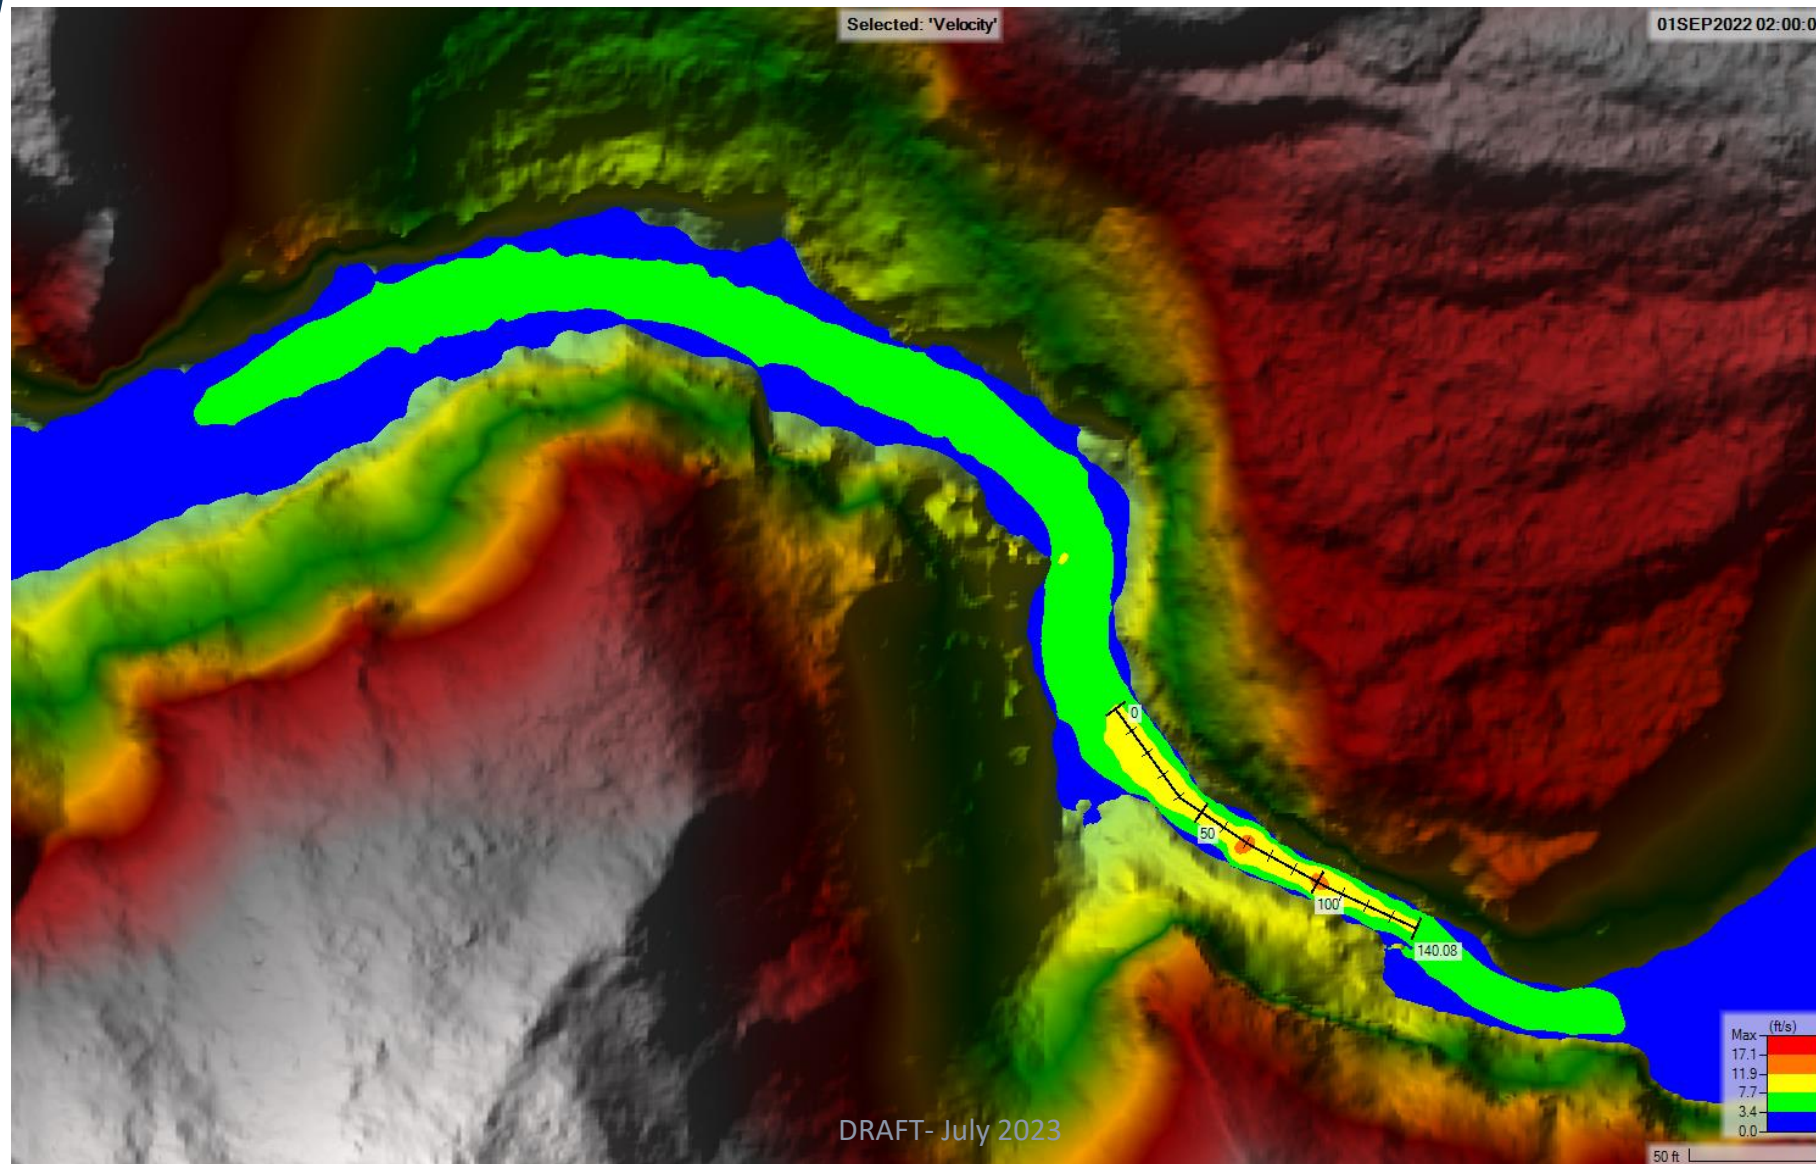 Selected: 'Velocity'
01SEP2022 02:00:0
0
50
100
140.08
(ft/s)
Max
17.1
11.9
7.7
3.4
0.0
50 ft
DRAFT- July 2023